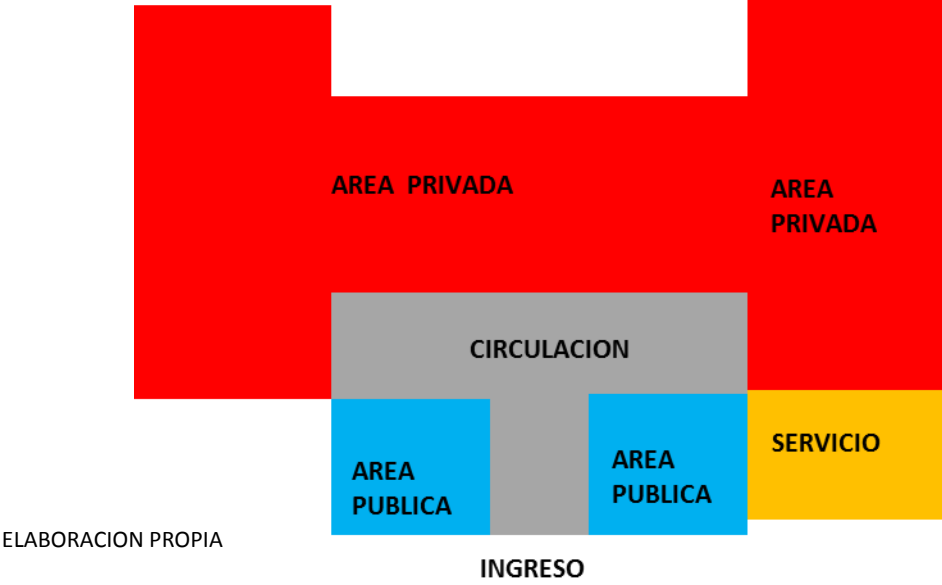 AREA PRIVADA
AREA
PRIVADA
CIRCULACION
AREA
PUBLICA
AREA
PUBLICA
SERVICIO
ELABORACION PROPIA
INGRESO